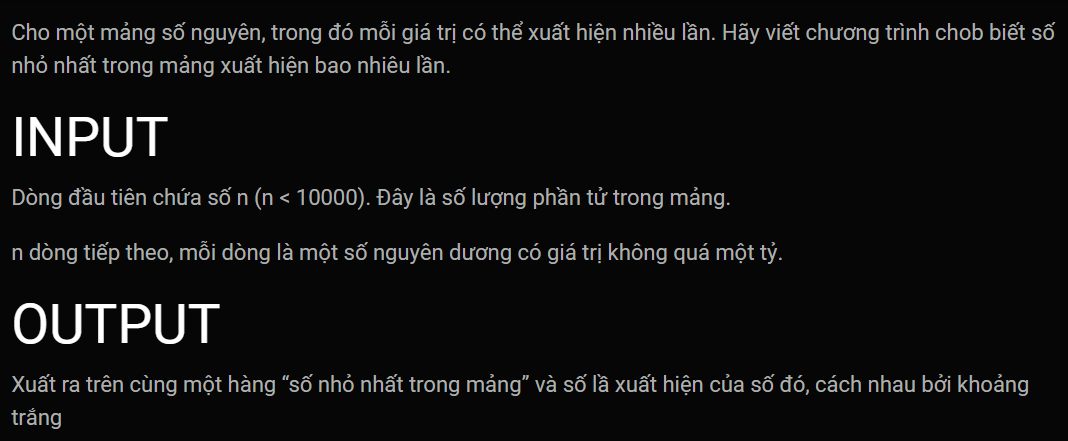 Cho một mảng số nguyên, trong đó mỗi giá trị có thể xuất hiện nhiều lần. Hãy viết chương trình chob biết số
nhỏ nhất trong mảng xuất hiện bao nhiêu lần.
INPUT
Dòng đầu tiên chứa số n (n < 10000). Đây là số lượng phần tử trong mảng.
n dòng tiếp theo, mỗi dòng là một số nguyên dương có giá trị không quá một tỷ.
OUTPUT
Xuất ra trên cùng một hàng “số nhỏ nhất trong mảng” và số lầ xuất hiện của số đó, cách nhau bởi khoảng
trắng